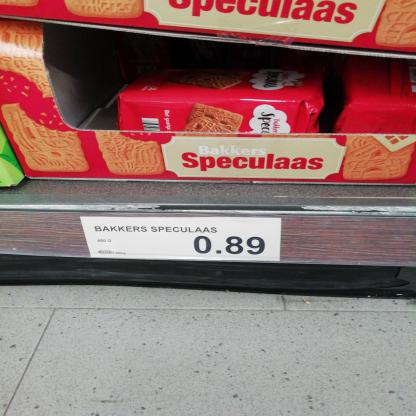 Speculaas
Bakkers
Speculaas
BAKKERS SPECULAAS
400 G
0.89